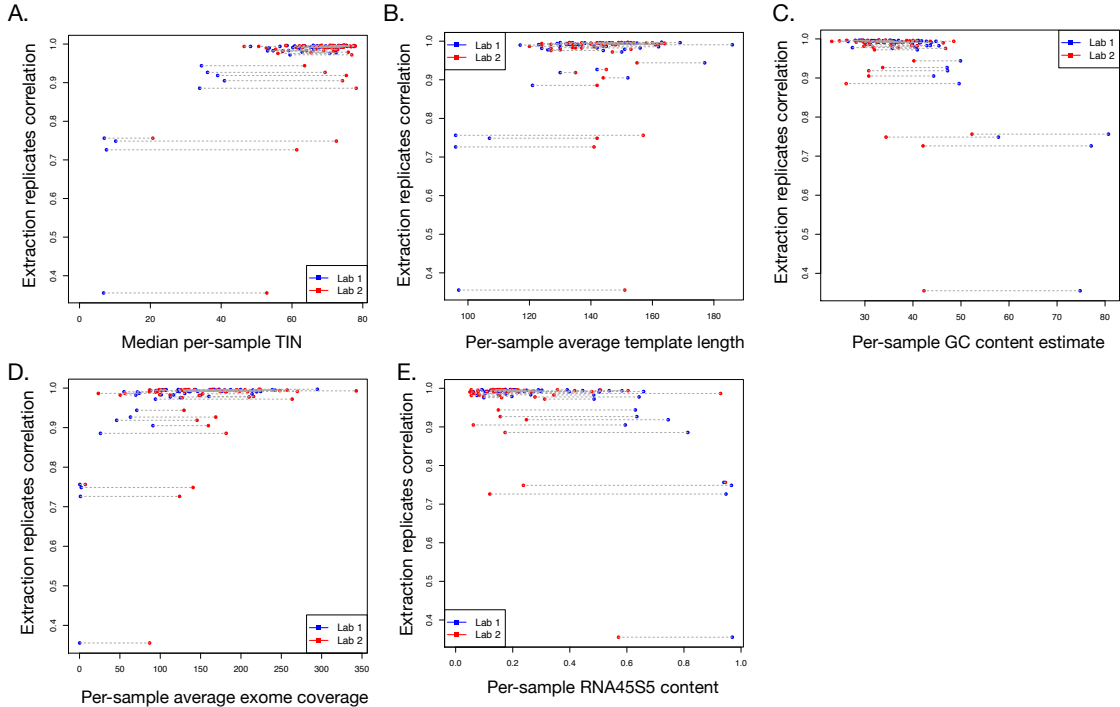 A.
Extraction replicates correlation
1.0
0.9
0.8
0.7
0.6
0.5
0.4
0 20 40 60 80
Median per-sample TIN
Lab 1
Lab 2
B.
Extraction replicates correlation
1.0
0.9
0.8
0.7
0.6
0.5
0.4
100 120 140 160 180
Per-sample average template length
Lab 1
Lab 2
C.
Extraction replicates correlation
1.0
0.9
0.8
0.7
0.6
0.5
0.4
30 40 50 60 70 80
Per-sample GC content estimate
Lab 1
Lab 2
D.
Extraction replicates correlation
1.0
0.9
0.8
0.7
0.6
0.5
0.4
0 50 100 150 200 250 300 350
Per-sample average exome coverage
Lab 1
Lab 2
E.
Extraction replicates correlation
1.0
0.9
0.8
0.7
0.6
0.5
0.4
0.0 0.2 0.4 0.6 0.8 1.0
Per-sample RNA45S5 content
Lab 1
Lab 2